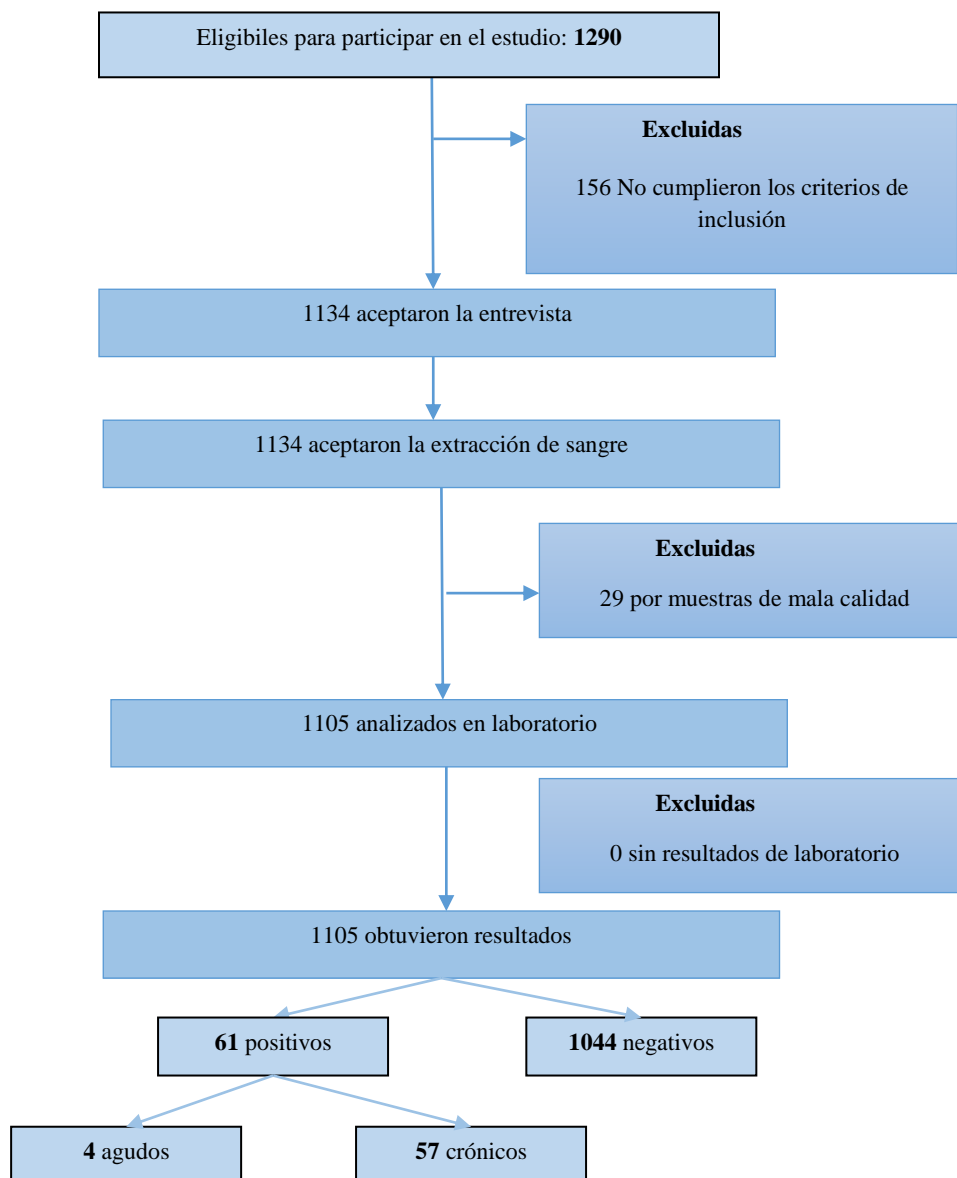 Eligibiles para participar en el estudio: 1290
Excluidas
156 No cumplieron los criterios de
inclusión
1134 aceptaron la entrevista
1134 aceptaron la extracción de sangre
Excluidas
29 por muestras de mala calidad
1105 analizados en laboratorio
Excluidas
0 sin resultados de laboratorio
1105 obtuvieron resultados
61 positivos
1044 negativos
4 agudos
57 crónicos